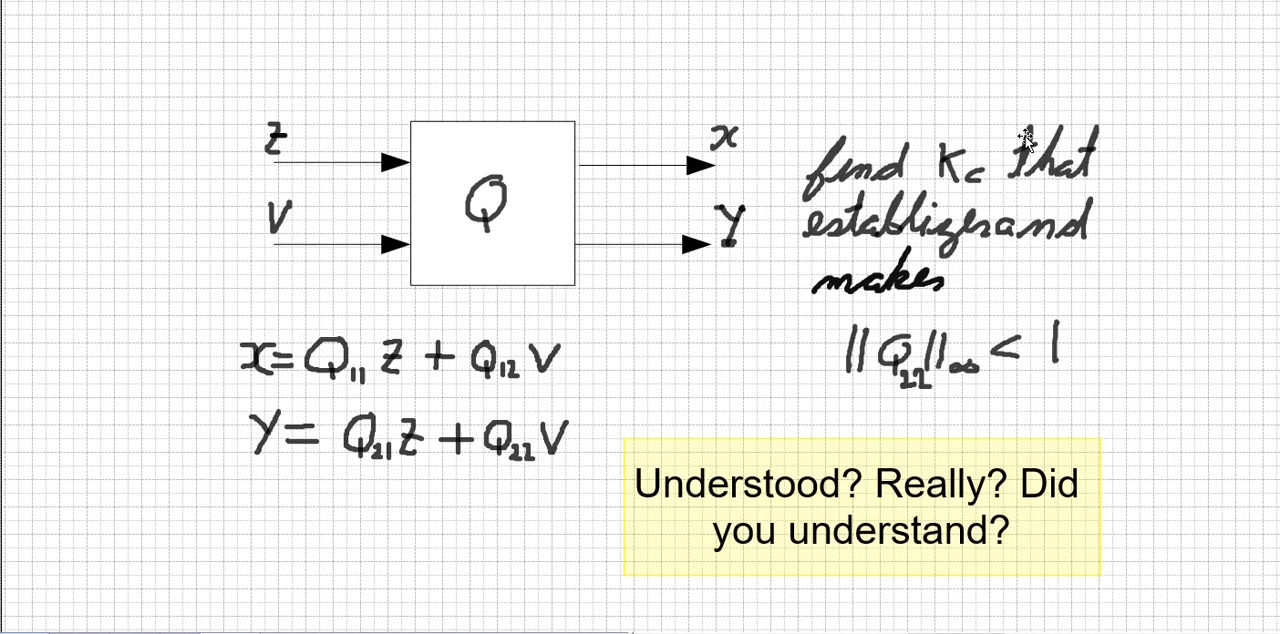 z
x
V
Q
Y
find Kc that
establizes and
makes
x = Q₁₁ z + Q₁₂ V
||Q₂₂||∞ < 1
Y = Q₂₁ z + Q₂₂ V
Understood? Really? Did
you understand?